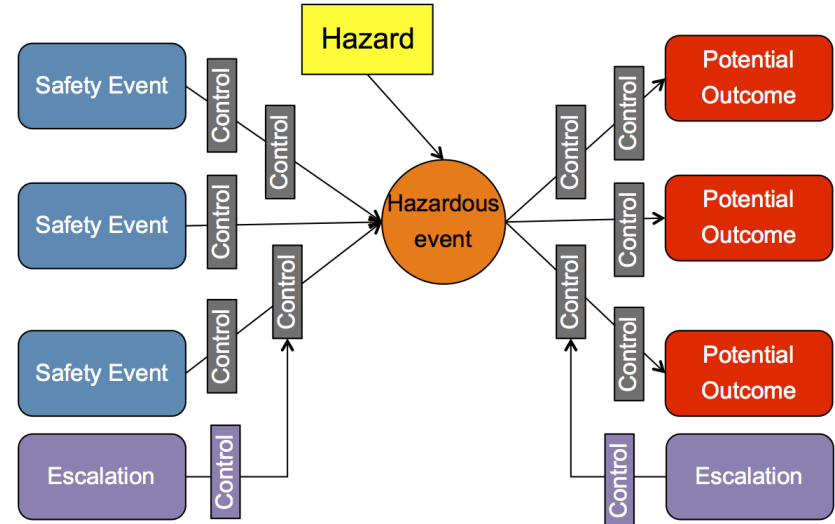 Hazard
Safety Event
Control
Control
Control
Control
Potential
Outcome
Safety Event
Control
Hazardous
event
Control
Potential
Outcome
Safety Event
Control
Control
Control
Control
Potential
Outcome
Escalation
Control
Control
Escalation